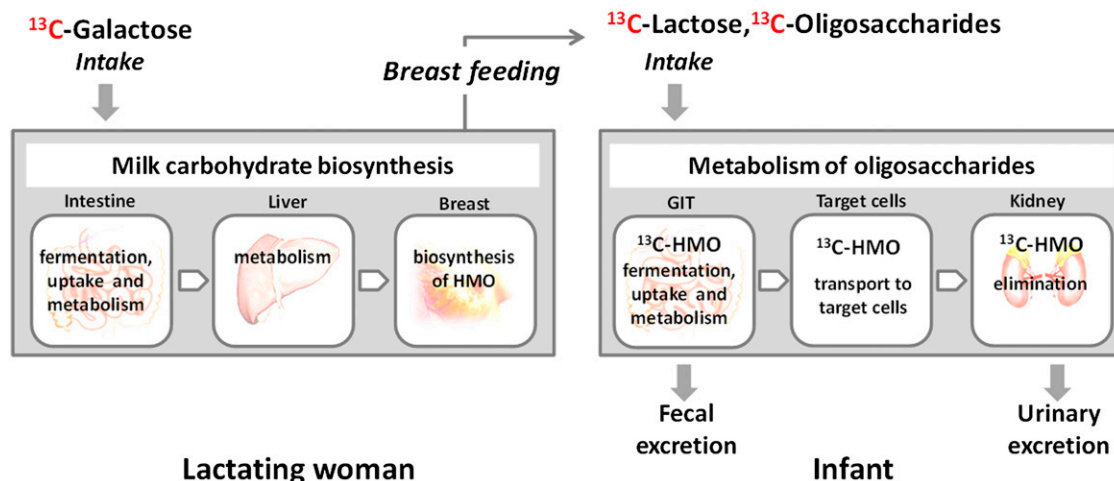 ¹³C-Galactose
Intake
Breast feeding
¹³C-Lactose,¹³C-Oligosaccharides
Intake
Milk carbohydrate biosynthesis
Intestine
fermentation,
uptake and
metabolism
Liver
metabolism
Breast
biosynthesis
of HMO
Metabolism of oligosaccharides
GIT
¹³C-HMO
fermentation,
uptake and
metabolism
Target cells
¹³C-HMO
transport to
target cells
Kidney
¹³C-HMO
elimination
Fecal
excretion
Urinary
excretion
Lactating woman
Infant